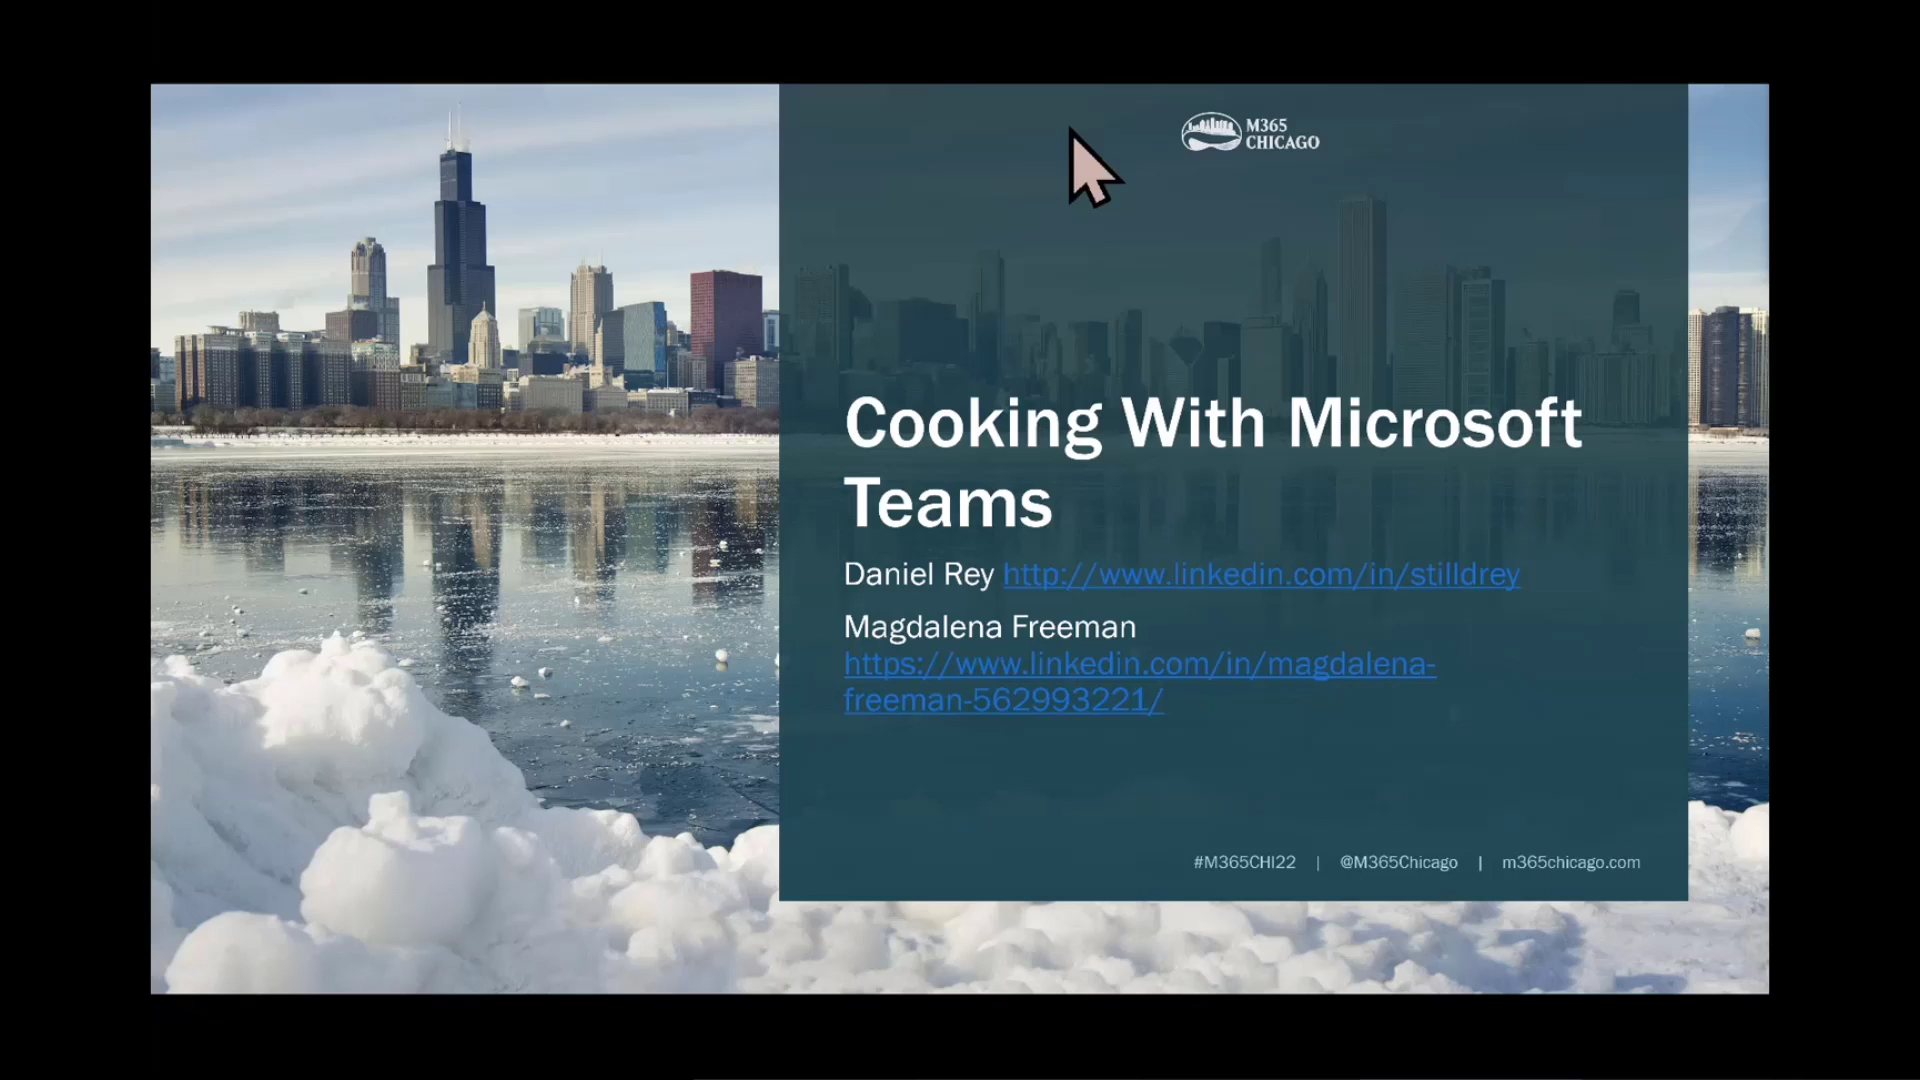 M365
CHICAGO
Cooking With Microsoft
Teams
Daniel Rey http://www.linkedin.com/in/stilldrey
Magdalena Freeman
https://www.linkedin.com/in/magdalena-
freeman-562993221/
#M365CHI22 | @M365Chicago | m365chicago.com